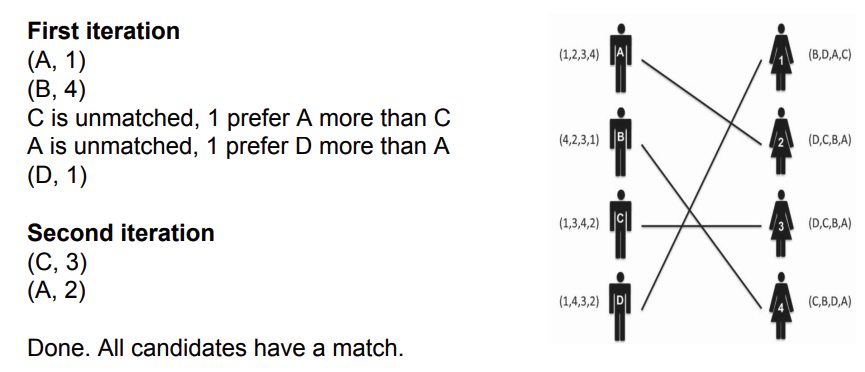 First iteration
(A, 1)
(B, 4)
C is unmatched, 1 prefer A more than C
A is unmatched, 1 prefer D more than A
(D, 1)
Second iteration
(C, 3)
(A, 2)
Done. All candidates have a match.
(1,2,3,4) A 1 (B,D,A,C)
(4,2,3,1) B 2 (D,C,B,A)
(1,3,4,2) C 3 (D,C,B,A)
(1,4,3,2) D 4 (C,B,D,A)